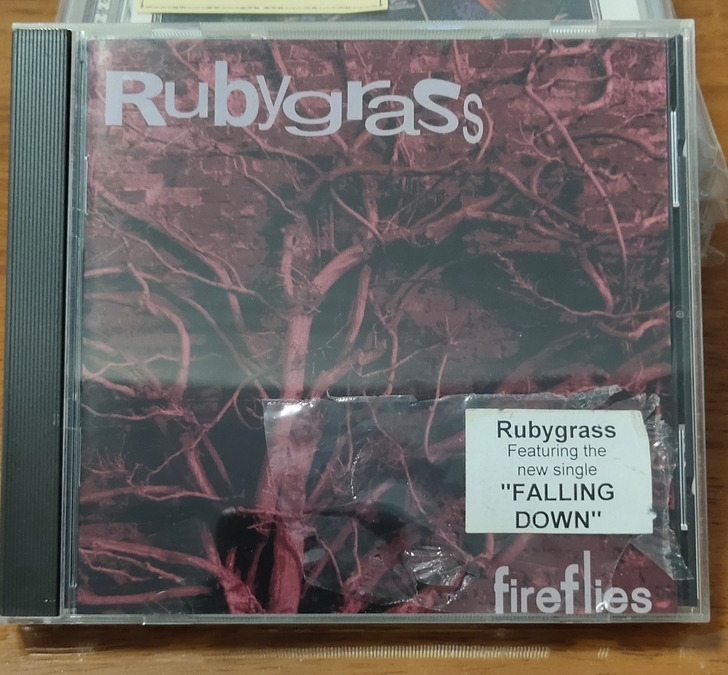 Rubygrass
Rubygrass
Featuring the
new single
"FALLING
DOWN"
fireflies